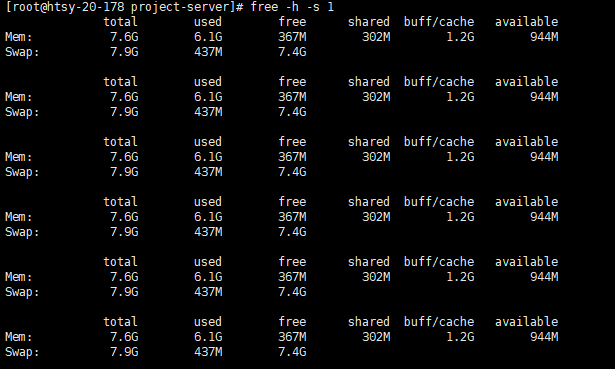 [root@htsy-20-178 project-server]# free -h -s 1
total used free shared buff/cache available
Mem: 7.6G 6.1G 367M 302M 1.2G 944M
Swap: 7.9G 437M 7.4G
total used free shared buff/cache available
Mem: 7.6G 6.1G 367M 302M 1.2G 944M
Swap: 7.9G 437M 7.4G
total used free shared buff/cache available
Mem: 7.6G 6.1G 367M 302M 1.2G 944M
Swap: 7.9G 437M 7.4G
total used free shared buff/cache available
Mem: 7.6G 6.1G 367M 302M 1.2G 944M
Swap: 7.9G 437M 7.4G
total used free shared buff/cache available
Mem: 7.6G 6.1G 367M 302M 1.2G 944M
Swap: 7.9G 437M 7.4G
total used free shared buff/cache available
Mem: 7.6G 6.1G 367M 302M 1.2G 944M
Swap: 7.9G 437M 7.4G